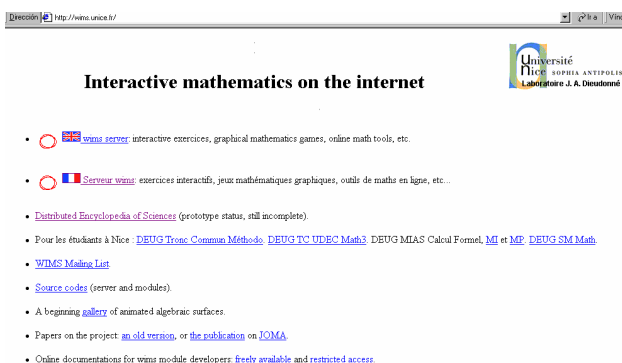 Dirección http://wims.unice.fr/ Ir a Vínc
Université
Nice SOPHIA ANTIPOLIS
Laboratoire J. A. Dieudonné
Interactive mathematics on the internet
wims server: interactive exercices, graphical mathematics games, online math tools, etc.
Serveur wims: exercices interactifs, jeux mathématiques graphiques, outils de maths en ligne, etc...
Distributed Encyclopedia of Sciences (prototype status, still incomplete).
Pour les étudiants à Nice : DEUG Tronc Commun Méthodo. DEUG TC UDEC Math3. DEUG MIAS Calcul Formel, MI et MP. DEUG SM Math.
WIMS Mailing List.
Source codes (server and modules).
A beginning gallery of animated algebraic surfaces.
Papers on the project: an old version, or the publication on JOMA.
Online documentations for wims module developers: freely available and restricted access.